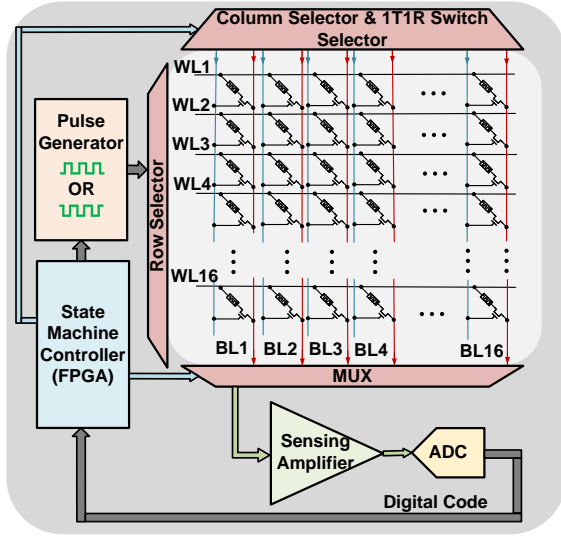 Column Selector & 1T1R Switch
Selector
WL1
WL2
WL3
WL4
WL16
Pulse
Generator
OR
Row Selector
State
Machine
Controller
(FPGA)
BL1 BL2 BL3 BL4 BL16
MUX
Sensing
Amplifier
ADC
Digital Code